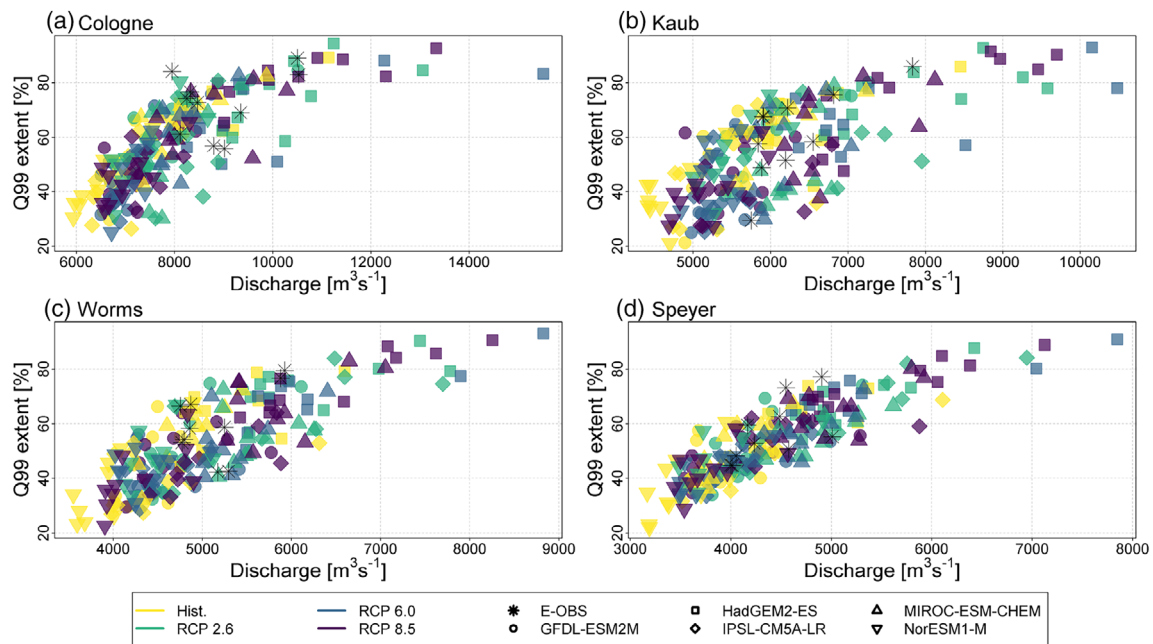 (a) Cologne
(b) Kaub
Q99 extent [%]
80
60
40
20
6000 8000 10000 12000 14000
Discharge [m³s⁻¹]
Q99 extent [%]
80
60
40
20
5000 6000 7000 8000 9000 10000
Discharge [m³s⁻¹]
(c) Worms
(d) Speyer
Q99 extent [%]
80
60
40
20
4000 5000 6000 7000 8000 9000
Discharge [m³s⁻¹]
Q99 extent [%]
80
60
40
20
3000 4000 5000 6000 7000 8000
Discharge [m³s⁻¹]
Hist. RCP 6.0 E-OBS HadGEM2-ES MIROC-ESM-CHEM
RCP 2.6 RCP 8.5 GFDL-ESM2M IPSL-CM5A-LR NorESM1-M